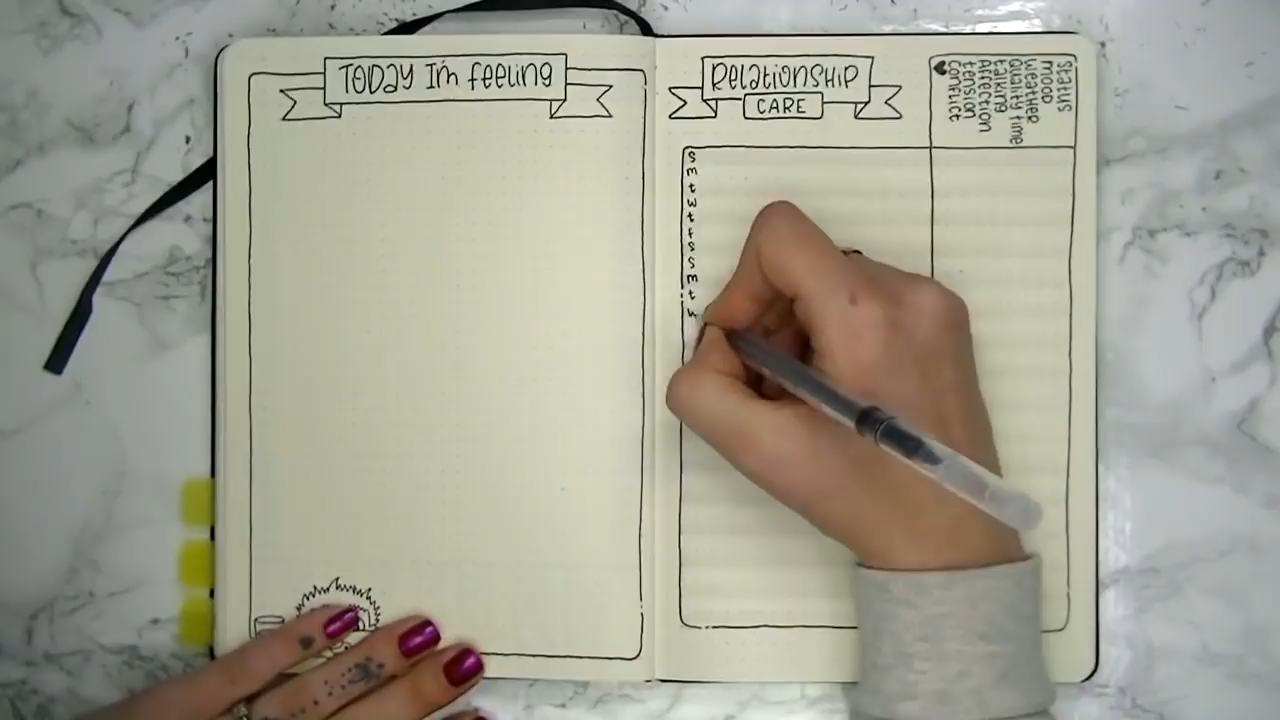 TODAY I'm feeling
RELATIONSHIP
CARE
status
mood
weather
Quality time
talking
Affection
tension
Conflict
s
m
t
w
t
f
s
s
m
t